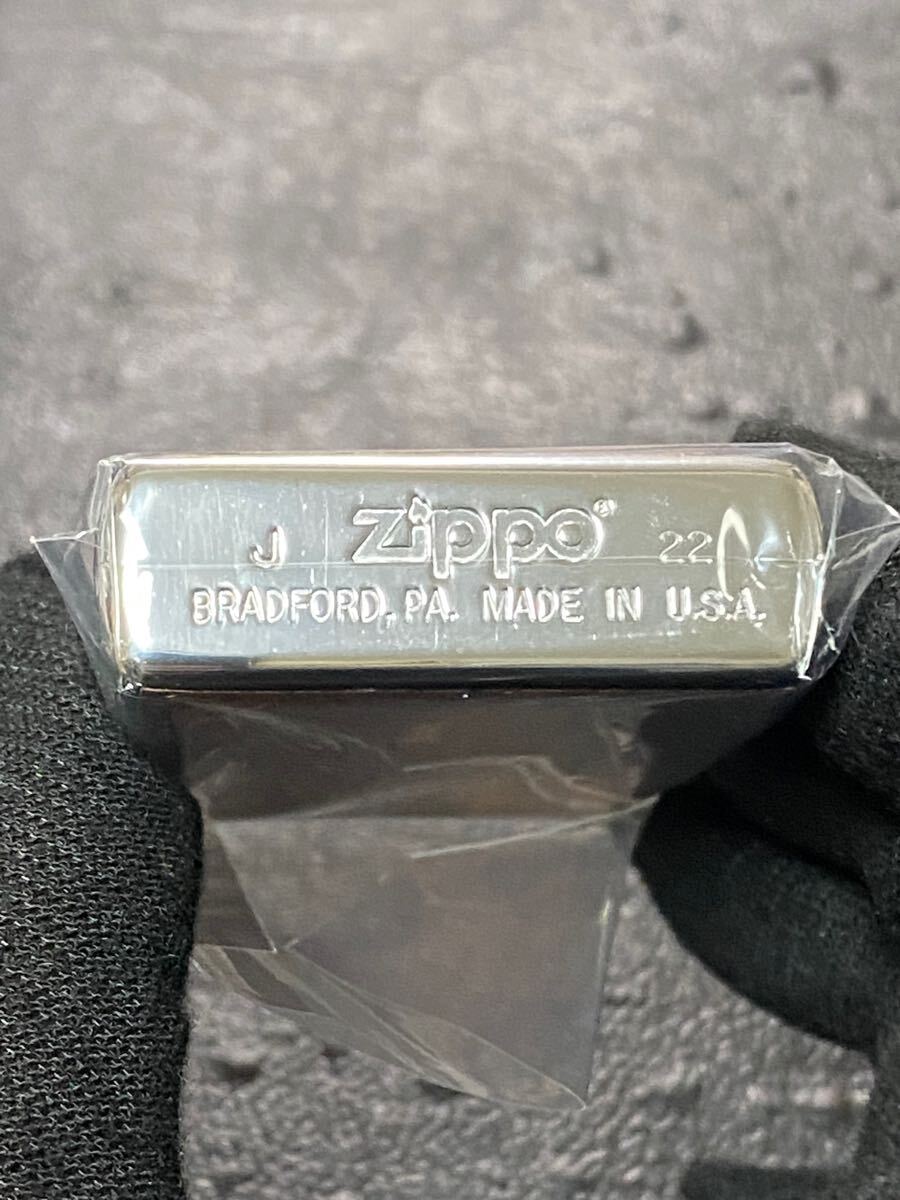 J Zippo® 22
BRADFORD, PA. MADE IN U.S.A.